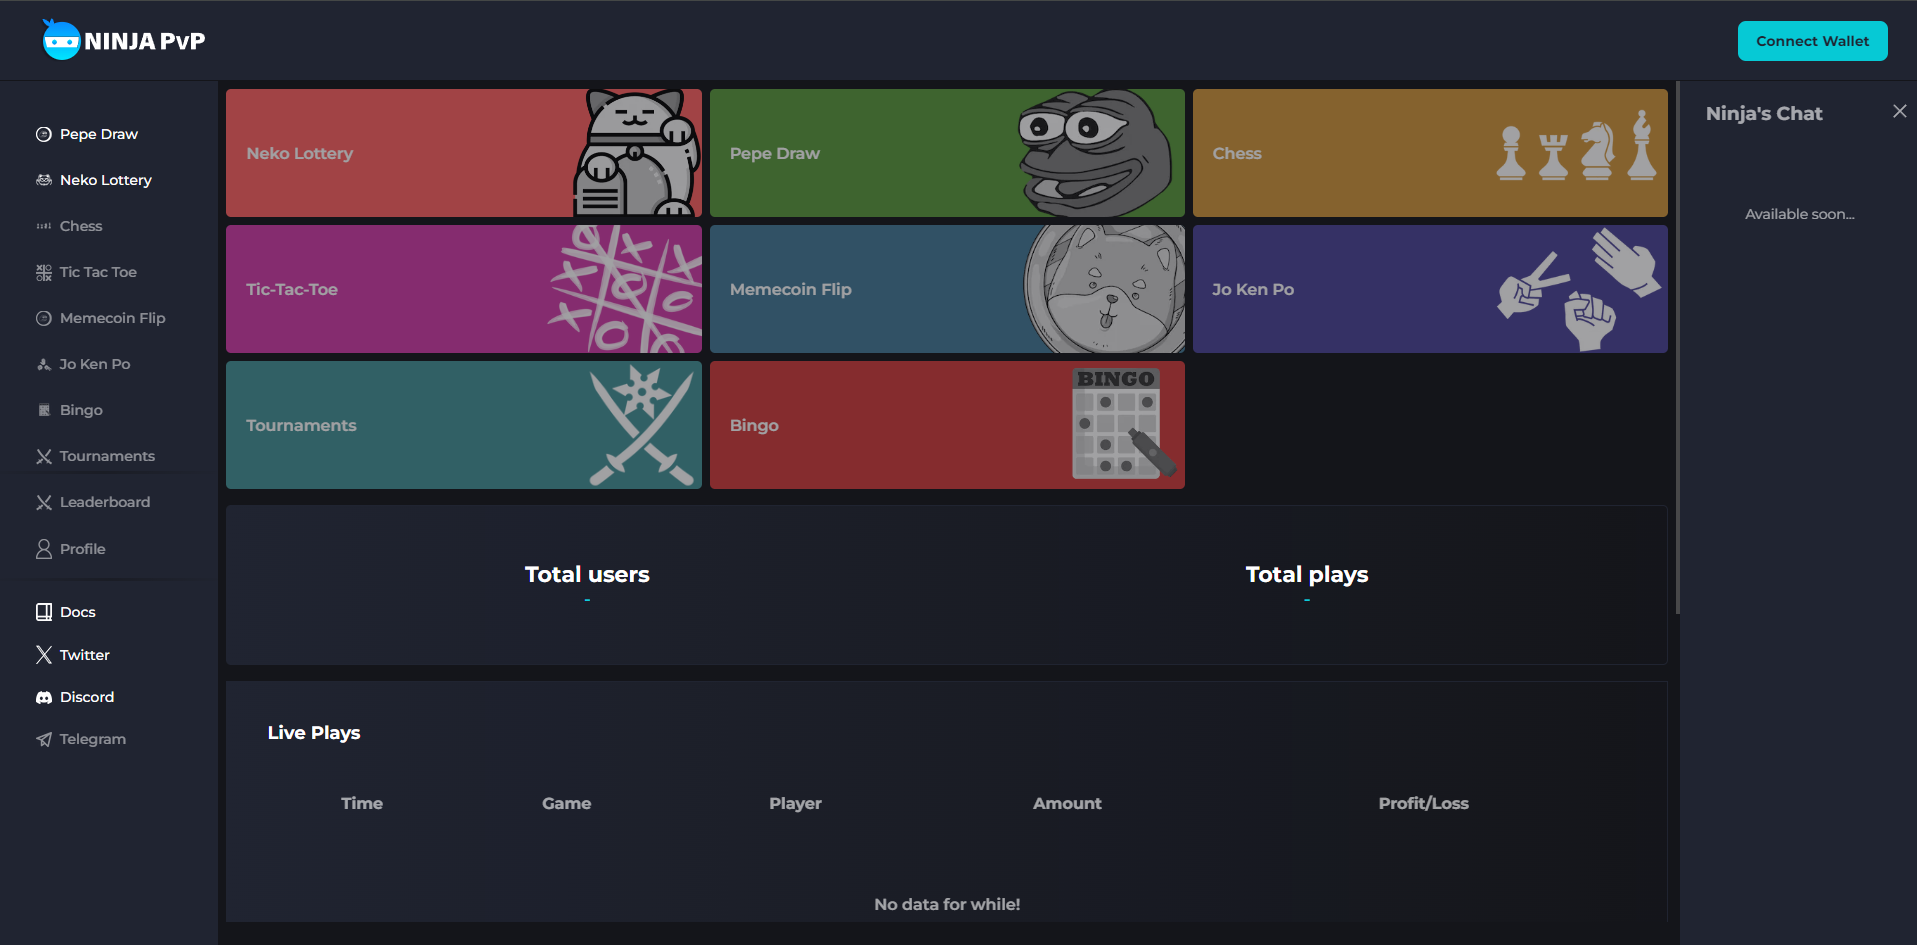 NINJA PvP
Connect Wallet
Pepe Draw
Neko Lottery
Chess
Tic Tac Toe
Memecoin Flip
Jo Ken Po
Bingo
Tournaments
Leaderboard
Profile
Docs
Twitter
Discord
Telegram
Neko Lottery
Pepe Draw
Chess
Tic-Tac-Toe
Memecoin Flip
Jo Ken Po
Tournaments
Bingo
BINGO
Total users
-
Total plays
-
Live Plays
Time Game Player Amount Profit/Loss
No data for while!
Ninja's Chat
Available soon...